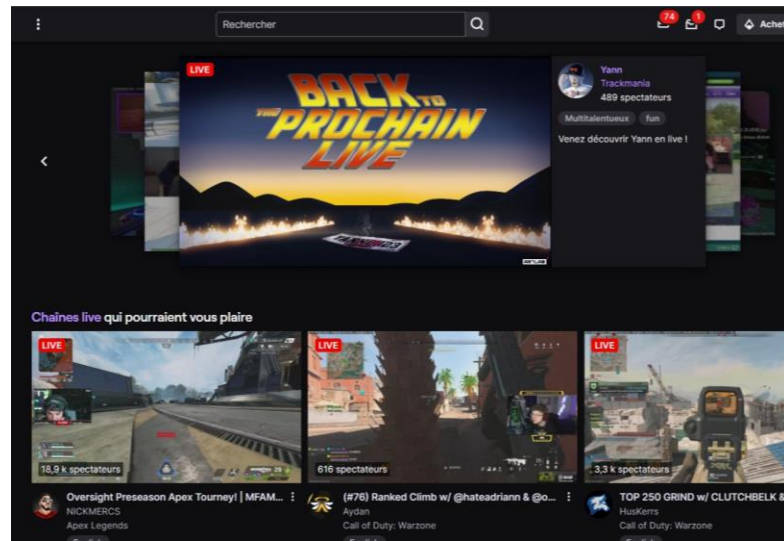 Rechercher
74
1
Achet
LIVE
BACK TO
THE PROCHAIN
LIVE
Yann
Trackmania
489 spectateurs
Multitalentueux fun
Venez découvrir Yann en live !
Chaînes live qui pourraient vous plaire
LIVE
18,9 k spectateurs
Oversight Preseason Apex Tourney! | MFAM...
NICKMERCS
Apex Legends
English
LIVE
616 spectateurs
(#76) Ranked Climb w/ @hateadriann & @o...
Aydan
Call of Duty: Warzone
English
LIVE
3,3 k spectateurs
TOP 250 GRIND w/ CLUTCHBELK &
HusKerrs
Call of Duty: Warzone
English